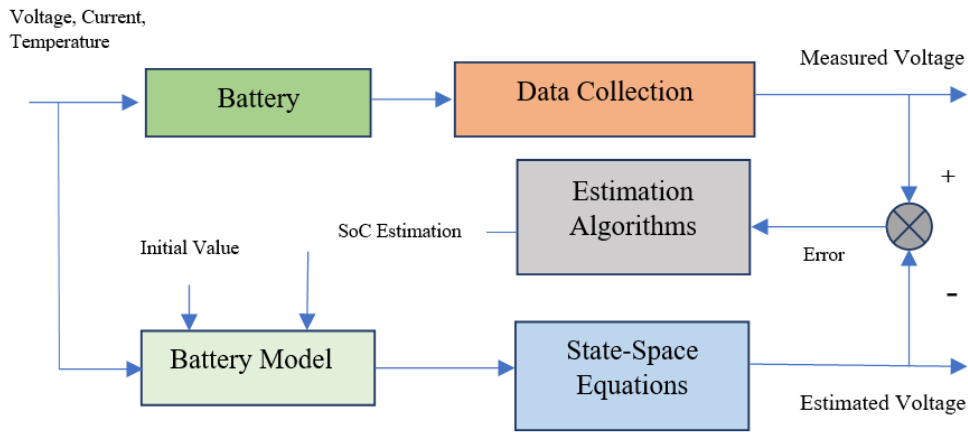 Voltage, Current,
Temperature
Measured Voltage
Battery
Data Collection
+
Estimation
Algorithms
SoC Estimation
Initial Value
Error
-
Battery Model
State-Space
Equations
Estimated Voltage